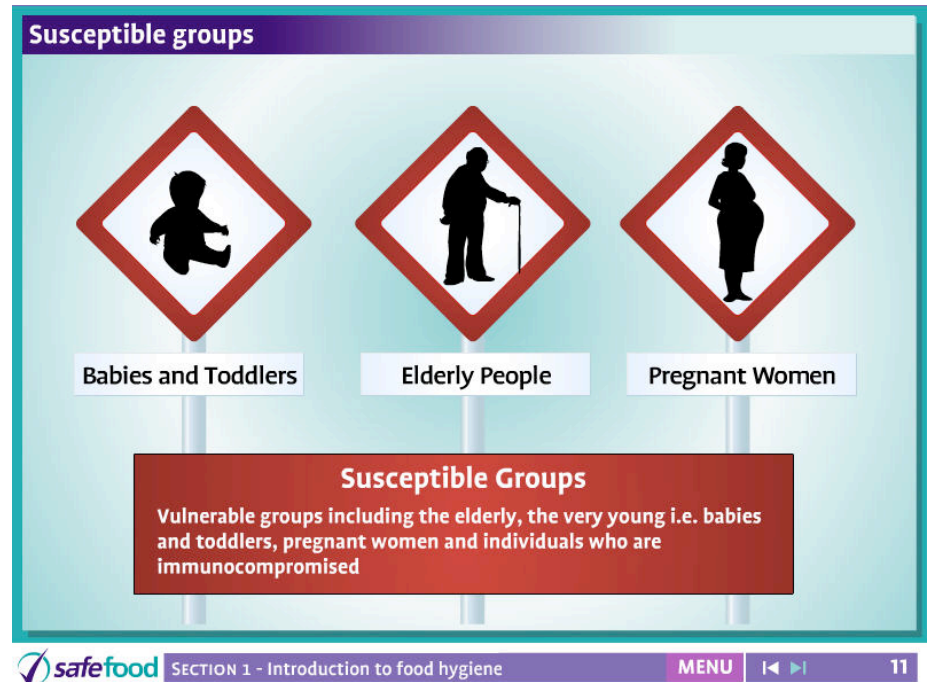 Susceptible groups
Babies and Toddlers
Elderly People
Pregnant Women
Susceptible Groups
Vulnerable groups including the elderly, the very young i.e. babies
and toddlers, pregnant women and individuals who are
immunocompromised
safefood SECTION 1 - Introduction to food hygiene MENU 11